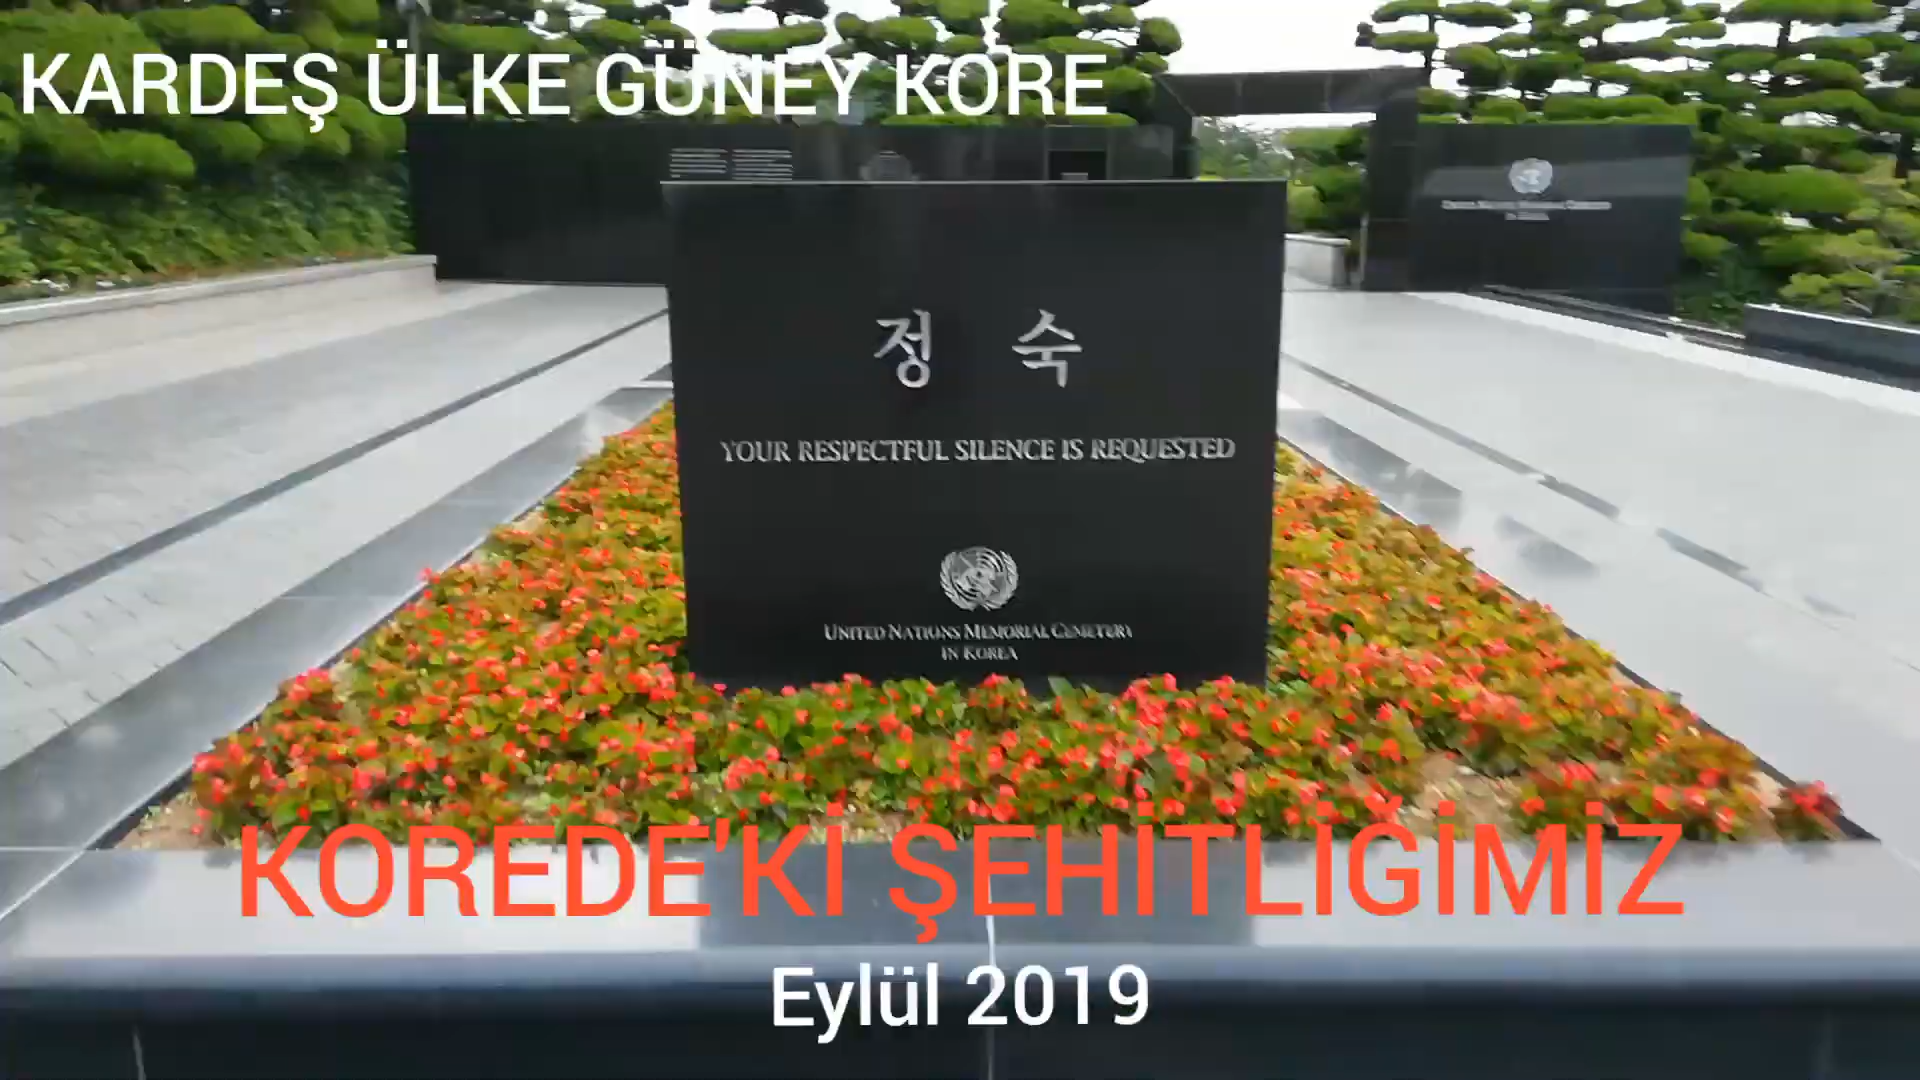 KARDEŞ ÜLKE GÜNEY KORE
정 숙
YOUR RESPECTFUL SILENCE IS REQUESTED
UNITED NATIONS MEMORIAL CEMETERY
IN KOREA
KOREDE'Kİ ŞEHİTLİĞİMİZ
Eylül 2019